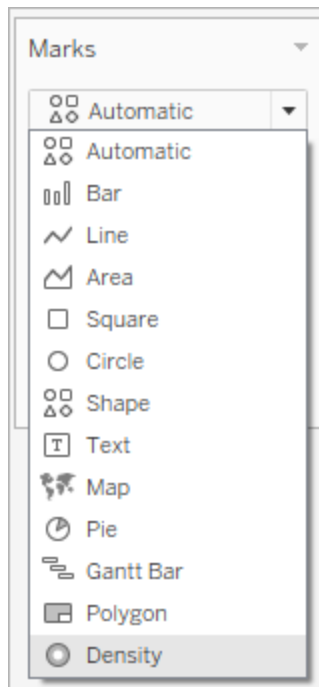 Marks
Automatic
Automatic
Bar
Line
Area
Square
Circle
Shape
T Text
Map
Pie
Gantt Bar
Polygon
Density